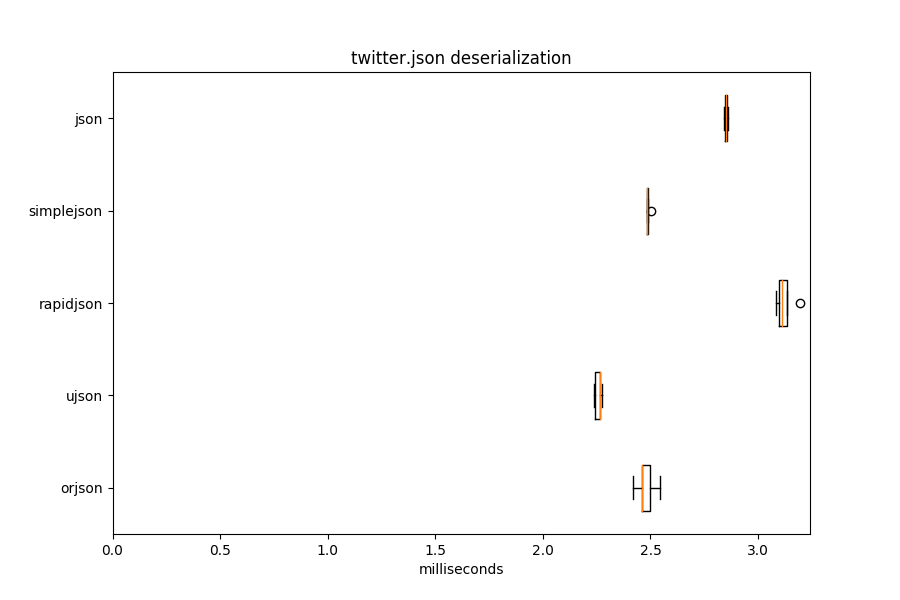 twitter.json deserialization
json
simplejson
rapidjson
ujson
orjson
0.0 0.5 1.0 1.5 2.0 2.5 3.0
milliseconds